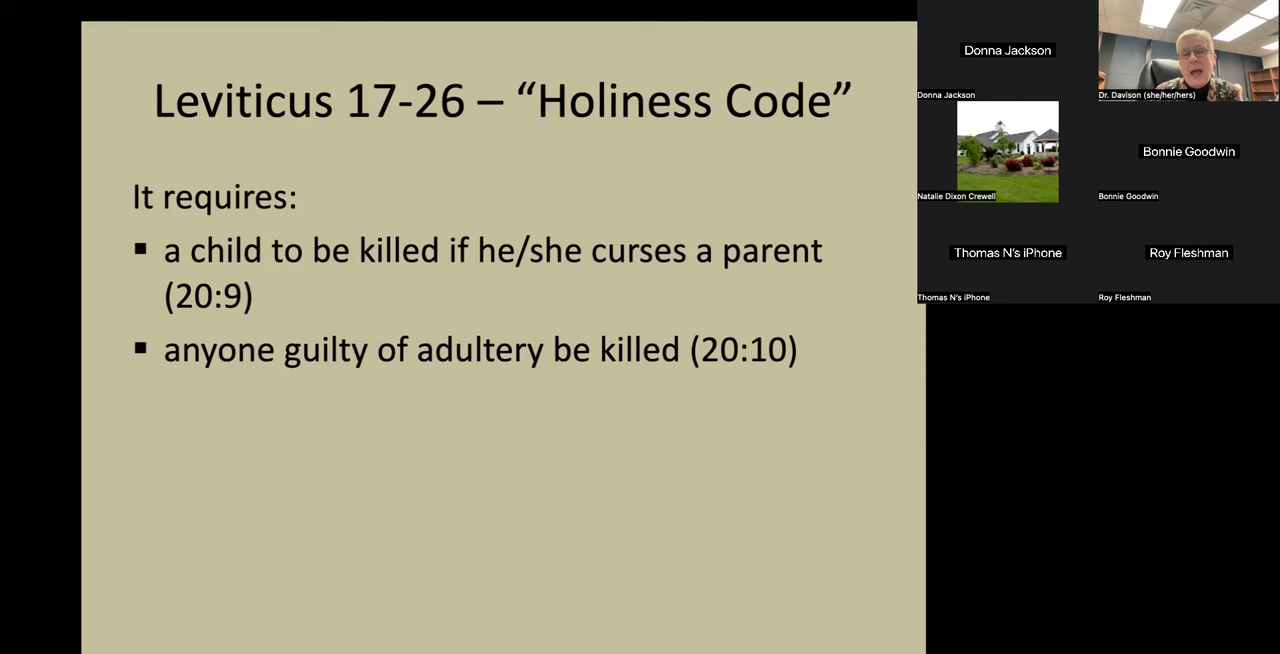 Leviticus 17-26 – “Holiness Code”
It requires:
▪ a child to be killed if he/she curses a parent
(20:9)
▪ anyone guilty of adultery be killed (20:10)
Donna Jackson
Donna Jackson
Dr. Davison (she/her/hers)
Natalie Dixon Crewell
Bonnie Goodwin
Bonnie Goodwin
Thomas N's iPhone
Thomas N's iPhone
Roy Fleshman
Roy Fleshman